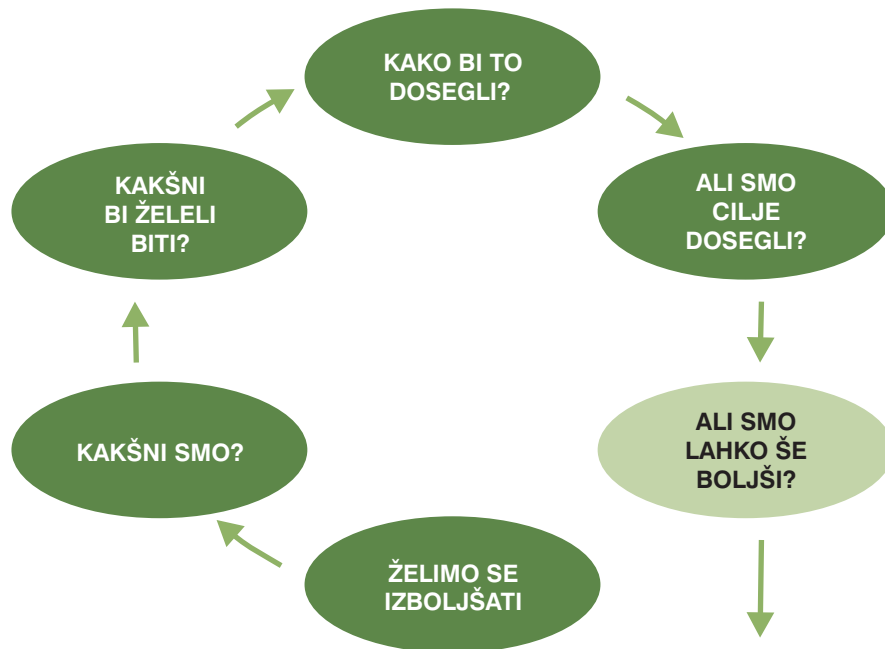 KAKO BI TO
DOSEGLI?
KAKŠNI
BI ŽELELI
BITI?
ALI SMO
CILJE
DOSEGLI?
KAKŠNI SMO?
ALI SMO
LAHKO ŠE
BOLJŠI?
ŽELIMO SE
IZBOLJŠATI